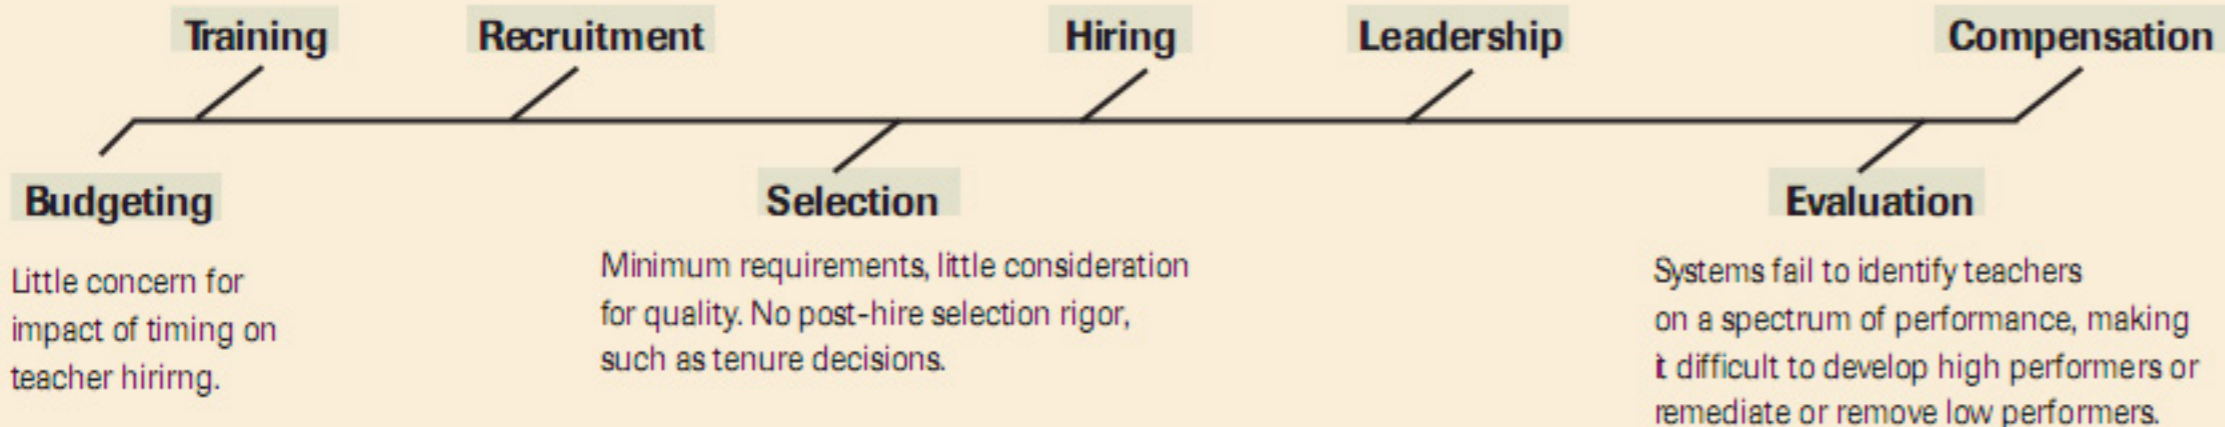 Training
Recruitment
Hiring
Leadership
Compensation
Budgeting
Selection
Evaluation
Little concern for
impact of timing on
teacher hirirng.
Minimum requirements, little consideration
for quality. No post-hire selection rigor,
such as tenure decisions.
Systems fail to identify teachers
on a spectrum of performance, making
it difficult to develop high performers or
remediate or remove low performers.